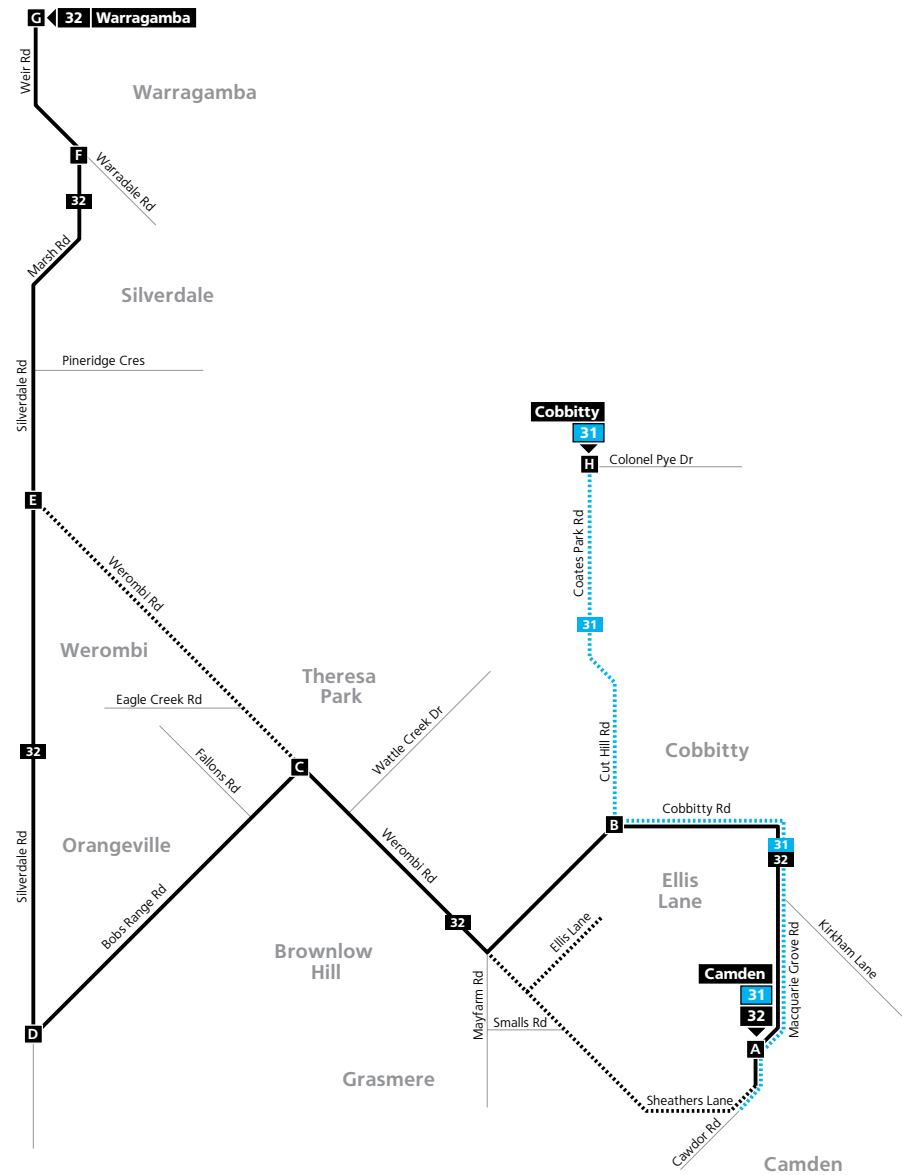 G
32 Warragamba
Weir Rd
Warragamba
F
Warradale Rd
32
Marsh Rd
Silverdale
Pineridge Cres
Silverdale Rd
Cobbitty
31
H
Colonel Pye Dr
E
Coates Park Rd
Werombi Rd
31
Werombi
Theresa
Park
Eagle Creek Rd
Wattle Creek Dr
32
Fallons Rd
C
Cut Hill Rd
Cobbitty
Cobbitty Rd
B
Orangeville
Silverdale Rd
31
32
Werombi Rd
Ellis
Lane
Bobs Range Rd
32
Ellis Lane
Kirkham Lane
Brownlow
Hill
Macquarie Grove Rd
Camden
31
32
Mayfarm Rd
Smalls Rd
D
A
Grasmere
Sheathers Lane
Cawdor Rd
Camden